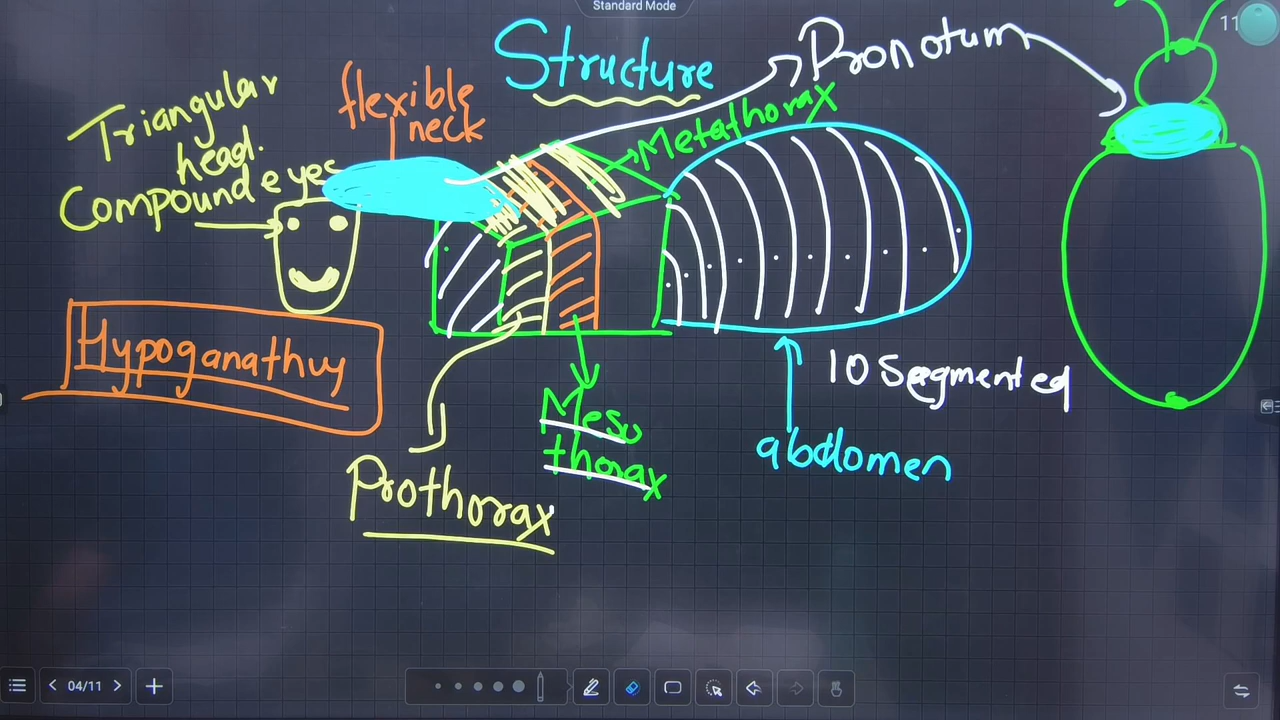 Standard Mode
11
Structure
Pronotum
Triangular
head.
Compound eyes
flexible
neck
Metathorax
Hypoganathuy
10 Segmented
Meso
thorax
abdomen
Prothorax
04/11